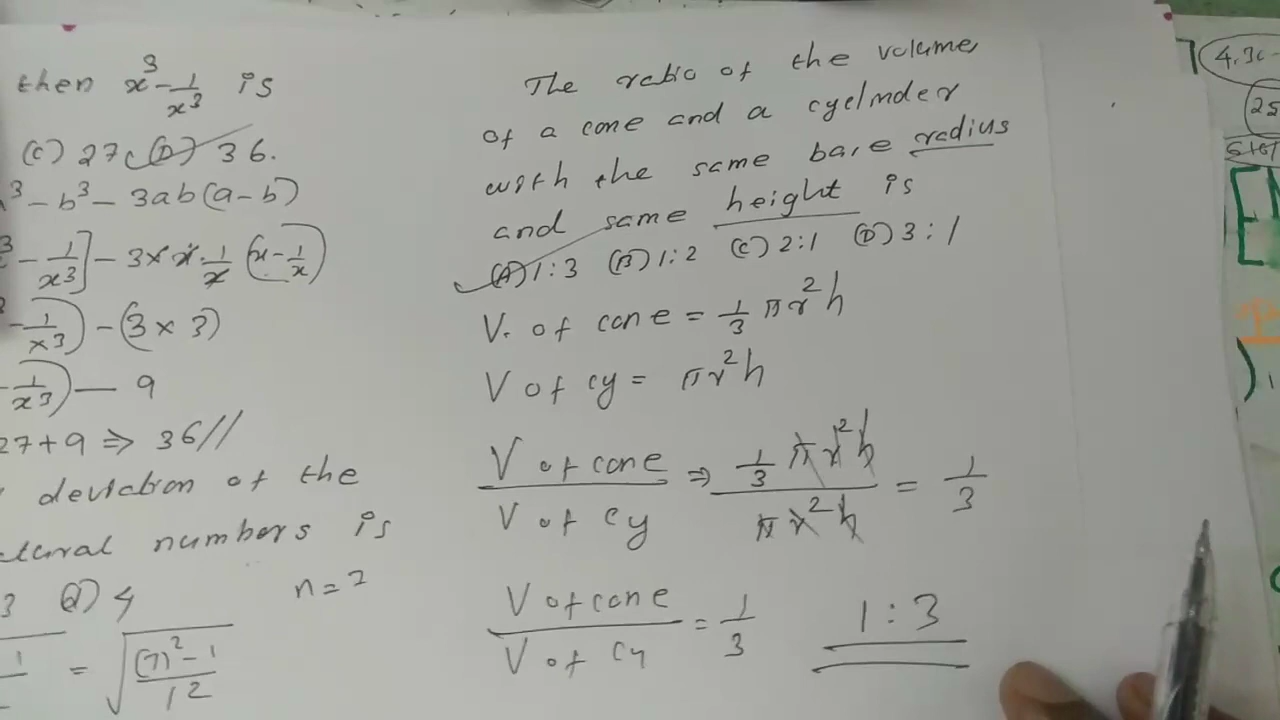 then x³ - 1/x³ is
(C) 27 (D) 36.
³ - b³ - 3ab(a-b)
- 1/x³] - 3 x x · 1/x (x - 1/x)
- 1/x³) - (3 x 3)
1/x³) — 9
27 + 9 ⇒ 36//
deviation of the
numbers is
3 (D) 4
n = 7
= √((7)² - 1 / 12
The ratio of the volume
of a cone and a cyclinder
with the same base radius
and same height is
(A) 1:3 (B) 1:2 (C) 2:1 (D) 3:1
V. of cone = 1/3 πr²h
V of cy = πr²h
V of cone / V of cy ⇒ 1/3 πr²h / πr²h = 1/3
V of cone / V of cy = 1/3 1:3
4.30
25